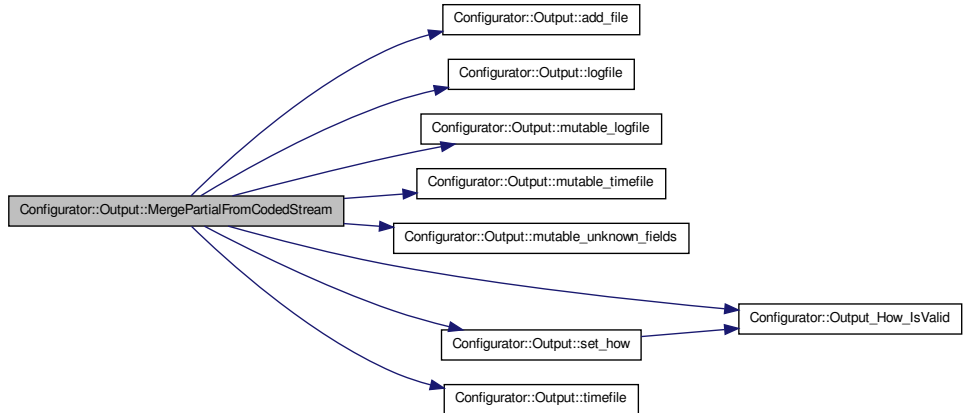 Configurator::Output::add_file
Configurator::Output::logfile
Configurator::Output::mutable_logfile
Configurator::Output::mutable_timefile
Configurator::Output::MergePartialFromCodedStream
Configurator::Output::mutable_unknown_fields
Configurator::Output_How_IsValid
Configurator::Output::set_how
Configurator::Output::timefile